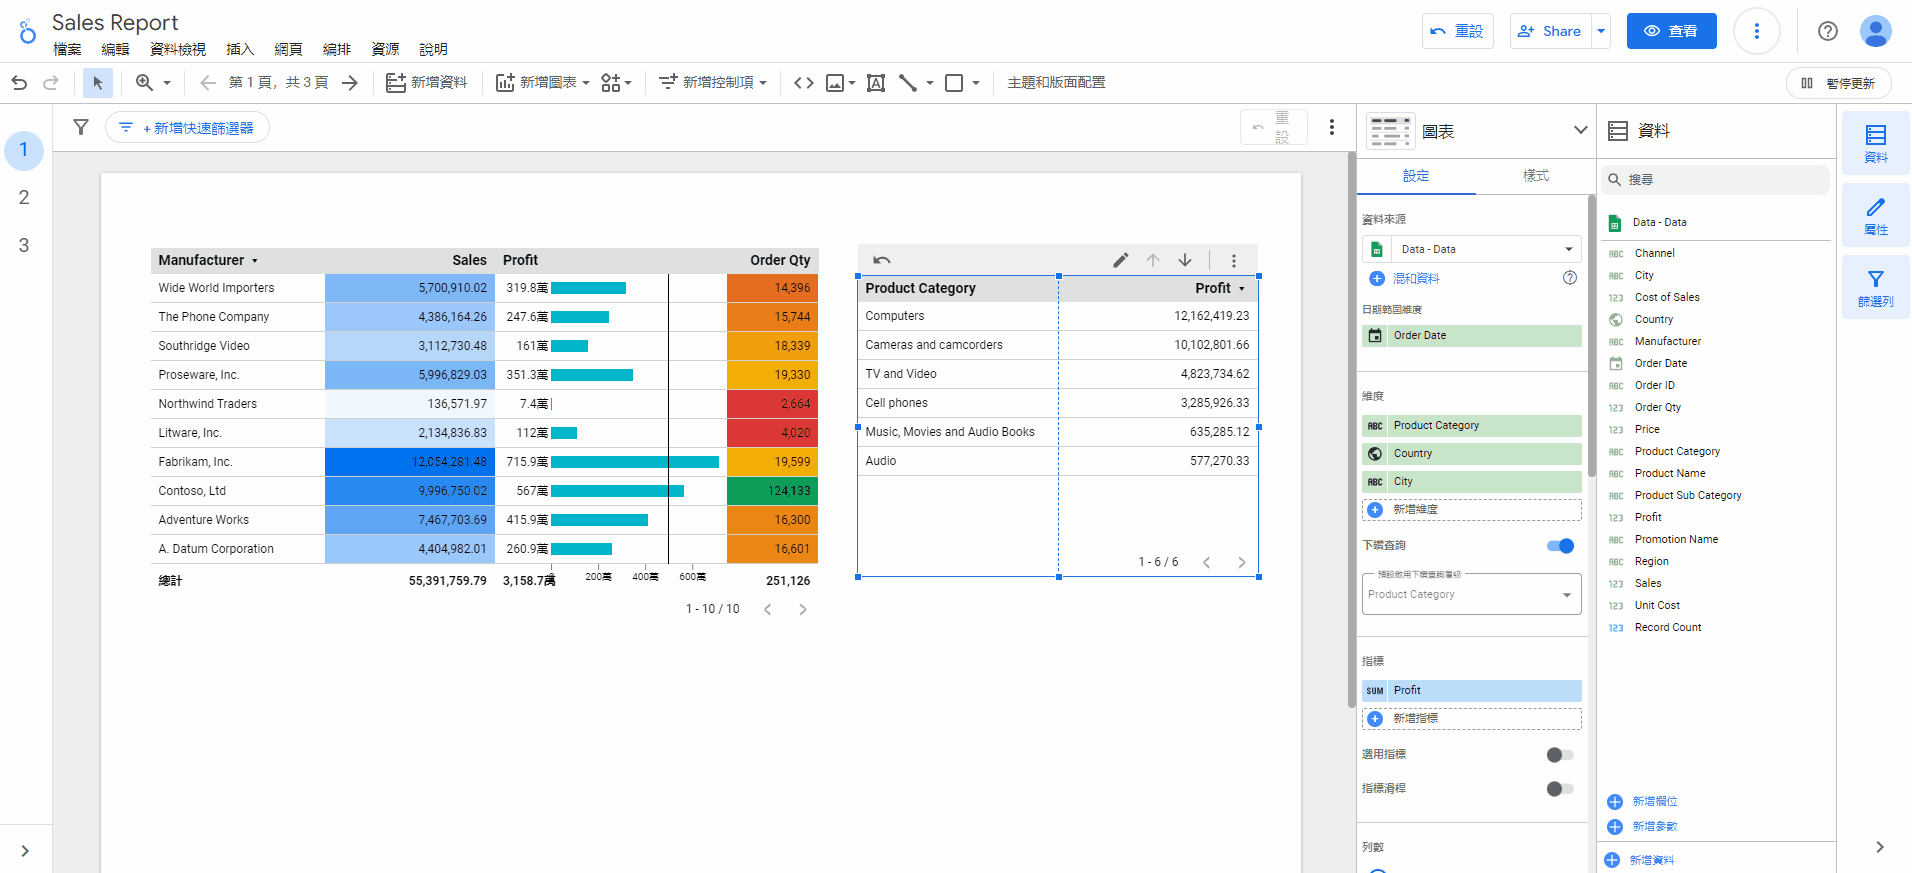 Sales Report
檔案 編輯 資料檢視 插入 網頁 編排 資源 說明
重設
Share
查看
第 1 頁，共 3 頁
新增資料
新增圖表
新增控制項
主題和版面配置
暫停更新
1
2
3
+ 新增快速篩選器
重設
Manufacturer Sales Profit Order Qty
Wide World Importers 5,700,910.02 319.8萬 14,396
The Phone Company 4,386,164.26 247.6萬 15,744
Southridge Video 3,112,730.48 161萬 18,339
Proseware, Inc. 5,996,829.03 351.3萬 19,330
Northwind Traders 136,571.97 7.4萬 2,664
Litware, Inc. 2,134,836.83 112萬 4,020
Fabrikam, Inc. 12,054,281.48 715.9萬 19,599
Contoso, Ltd 9,996,750.02 567萬 124,133
Adventure Works 7,467,703.69 415.9萬 16,300
A. Datum Corporation 4,404,982.01 260.9萬 16,601
總計 55,391,759.79 3,158.7萬 200萬 400萬 600萬 251,126
1 - 10 / 10
Product Category Profit
Computers 12,162,419.23
Cameras and camcorders 10,102,801.66
TV and Video 4,823,734.62
Cell phones 3,285,926.33
Music, Movies and Audio Books 635,285.12
Audio 577,270.33
1 - 6 / 6
圖表
設定 樣式
資料來源
Data - Data
混和資料
日期範圍維度
Order Date
維度
ABC Product Category
Country
ABC City
新增維度
下鑽查詢
預設啟用下鑽查詢層級
Product Category
指標
SUM Profit
新增指標
選用指標
指標滑桿
列數
資料
搜尋
Data - Data
ABC Channel
ABC City
123 Cost of Sales
Country
ABC Manufacturer
Order Date
ABC Order ID
123 Order Qty
123 Price
ABC Product Category
ABC Product Name
ABC Product Sub Category
123 Profit
ABC Promotion Name
ABC Region
123 Sales
123 Unit Cost
123 Record Count
新增欄位
新增參數
新增資料
資料
屬性
篩選列